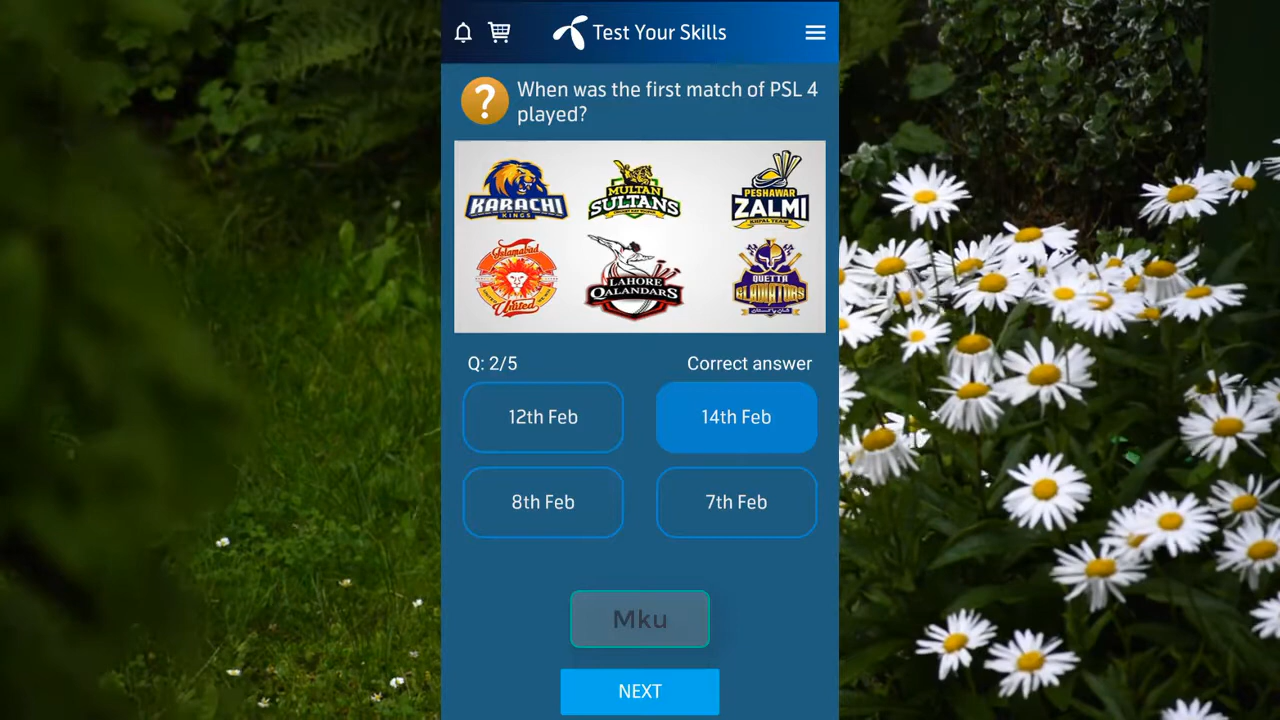 Test Your Skills
When was the first match of PSL 4
played?
KARACHI
KINGS
MULTAN
SULTANS
PESHAWAR
ZALMI
Islamabad
United
LAHORE
QALANDARS
QUETTA
GLADIATORS
Q: 2/5
Correct answer
12th Feb
14th Feb
8th Feb
7th Feb
Mku
NEXT